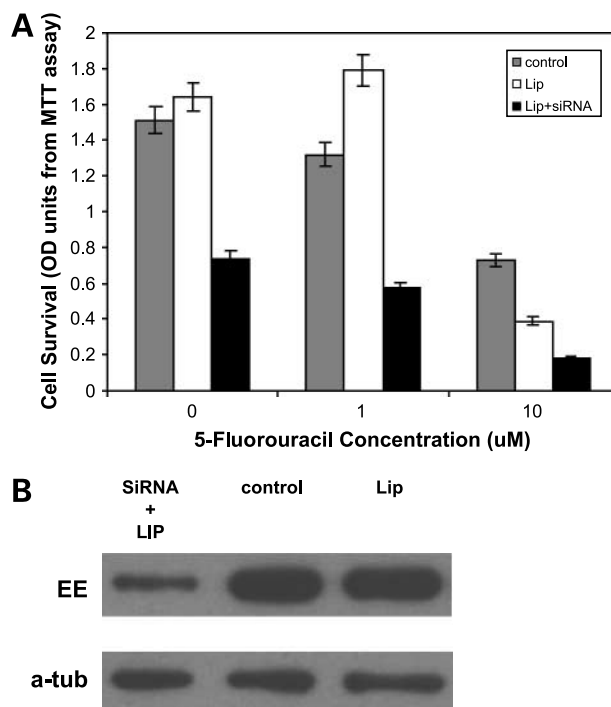 A
Cell Survival (OD units from MTT assay)
2
1.8
1.6
1.4
1.2
1
0.8
0.6
0.4
0.2
0
control
Lip
Lip+siRNA
0 1 10
5-Fluorouracil Concentration (uM)
B
SiRNA
+
LIP
control
Lip
EE
a-tub